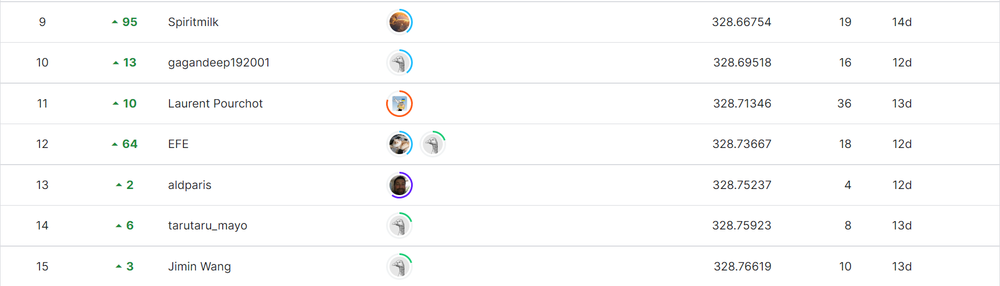 9 95 Spiritmilk 328.66754 19 14d
10 13 gagandeep192001 328.69518 16 12d
11 10 Laurent Pourchot 328.71346 36 13d
12 64 EFE 328.73667 18 12d
13 2 aldparis 328.75237 4 12d
14 6 tarutaru_mayo 328.75923 8 13d
15 3 Jimin Wang 328.76619 10 13d